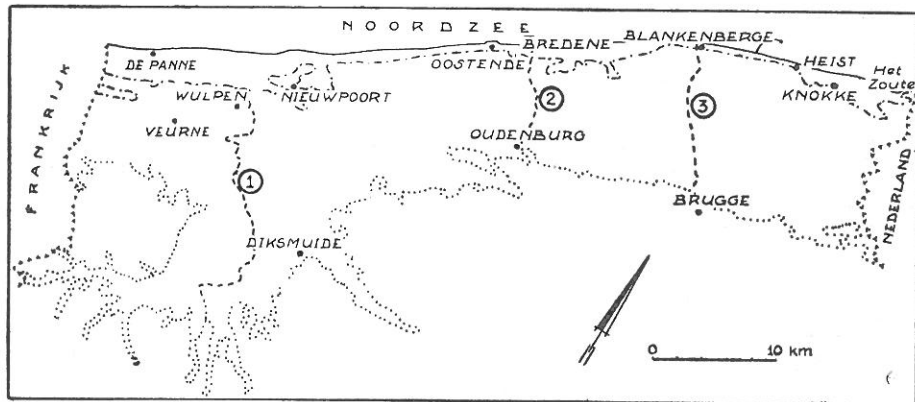 NOORDZEE
BLANKENBERGE
BREDENE
DE PANNE
OOSTENDE
HEIST
Het Zoute
FRANKRIJK
WULPEN
NIEUWPOORT
KNOKKE
2
3
VEURNE
OUDENBURG
1
BRUGGE
NEDERLAND
DIKSMUIDE
N
0 10 km